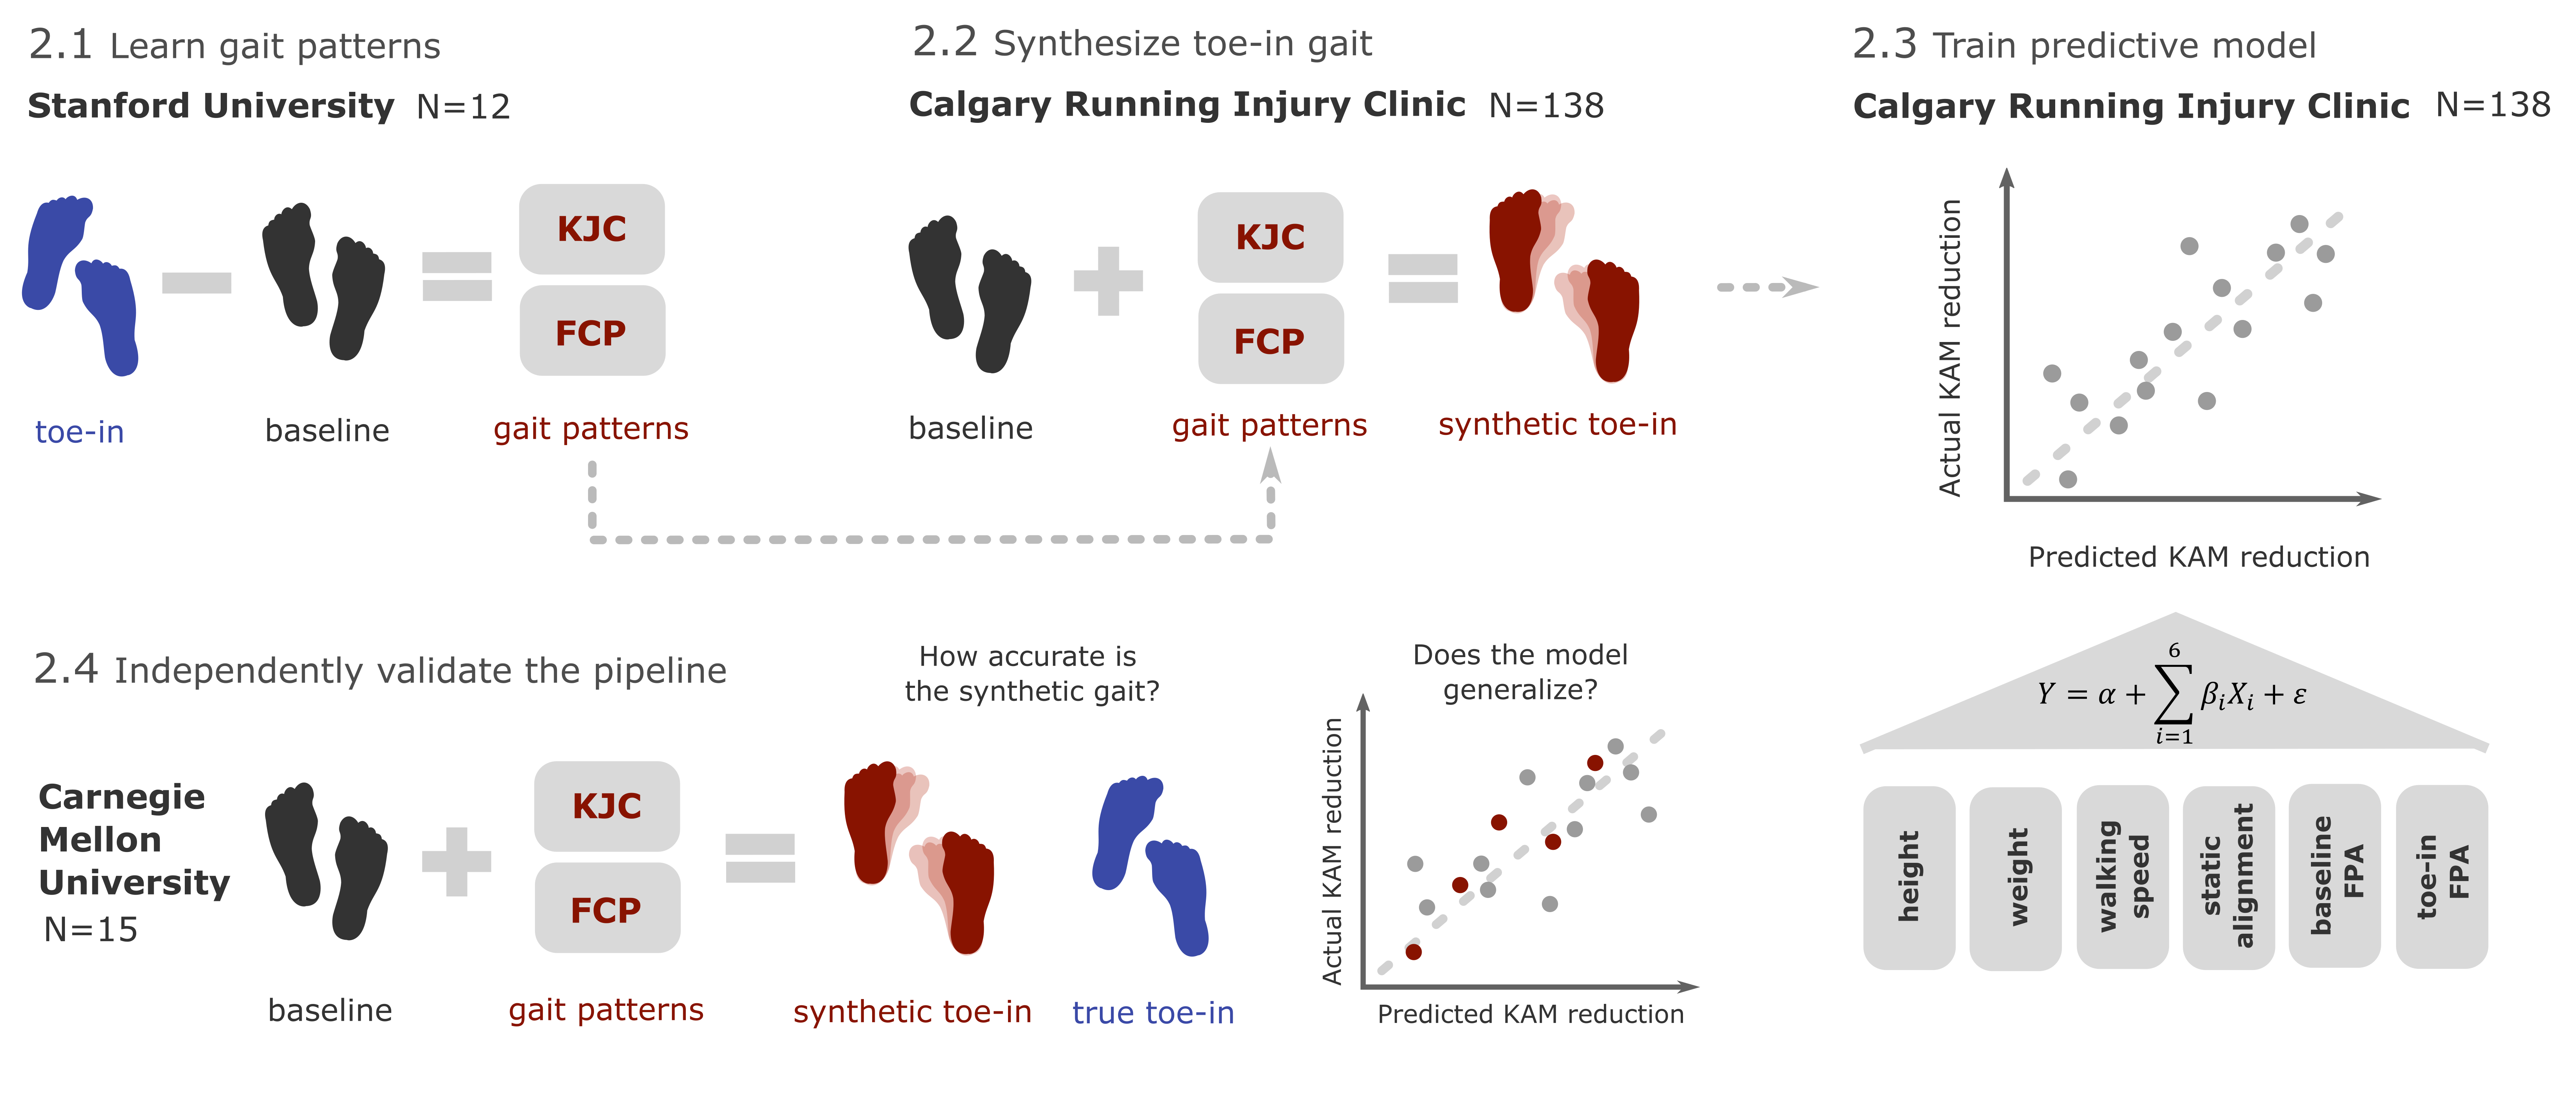 2.1 Learn gait patterns
Stanford University N=12
KJC
FCP
toe-in
baseline
gait patterns
2.2 Synthesize toe-in gait
Calgary Running Injury Clinic N=138
KJC
FCP
baseline
gait patterns
synthetic toe-in
2.3 Train predictive model
Calgary Running Injury Clinic N=138
Actual KAM reduction
Predicted KAM reduction
6
Y = α + ∑ βᵢXᵢ + ε
i=1
height
weight
walking
speed
static
alignment
baseline
FPA
toe-in
FPA
2.4 Independently validate the pipeline
Carnegie
Mellon
University
N=15
KJC
FCP
baseline
gait patterns
How accurate is
the synthetic gait?
synthetic toe-in
true toe-in
Does the model
generalize?
Actual KAM reduction
Predicted KAM reduction